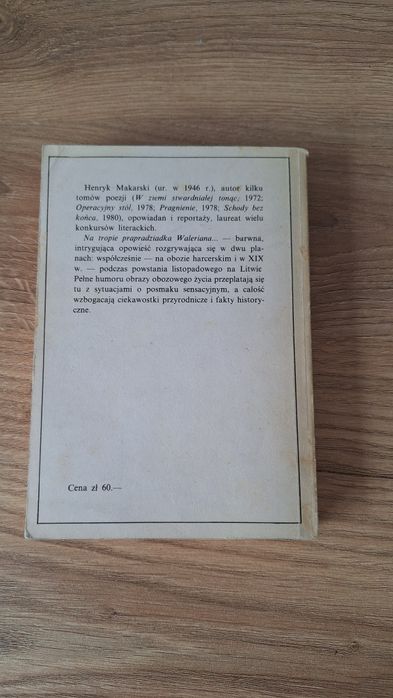 Henryk Makarski (ur. w 1946 r.), autor kilku
tomów poezji (W ziemi stwardniałej tonąc, 1972;
Operacyjny stół, 1978; Pragnienie, 1978; Schody bez
końca, 1980), opowiadań i reportaży, laureat wielu
konkursów literackich.
Na tropie prapradziadka Waleriana... — barwna,
intrygująca opowieść rozgrywająca się w dwu pla-
nach: współcześnie — na obozie harcerskim i w XIX
w. — podczas powstania listopadowego na Litwie
Pełne humoru obrazy obozowego życia przeplatają się
tu z sytuacjami o posmaku sensacyjnym, a całość
wzbogacają ciekawostki przyrodnicze i fakty history-
czne.
Cena zł 60.—